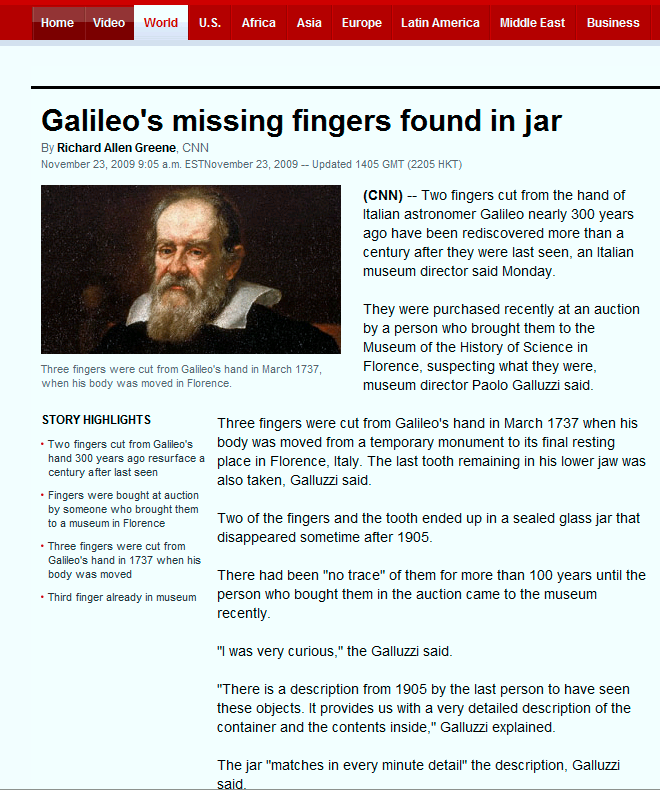 Home Video World U.S. Africa Asia Europe Latin America Middle East Business
Galileo's missing fingers found in jar
By Richard Allen Greene, CNN
November 23, 2009 9:05 a.m. ESTNovember 23, 2009 -- Updated 1405 GMT (2205 HKT)
(CNN) -- Two fingers cut from the hand of
Italian astronomer Galileo nearly 300 years
ago have been rediscovered more than a
century after they were last seen, an Italian
museum director said Monday.
They were purchased recently at an auction
by a person who brought them to the
Museum of the History of Science in
Florence, suspecting what they were,
museum director Paolo Galluzzi said.
Three fingers were cut from Galileo's hand in March 1737,
when his body was moved in Florence.
STORY HIGHLIGHTS
• Two fingers cut from Galileo's
hand 300 years ago resurface a
century after last seen
• Fingers were bought at auction
by someone who brought them
to a museum in Florence
• Three fingers were cut from
Galileo's hand in 1737 when his
body was moved
• Third finger already in museum
Three fingers were cut from Galileo's hand in March 1737 when his
body was moved from a temporary monument to its final resting
place in Florence, Italy. The last tooth remaining in his lower jaw was
also taken, Galluzzi said.
Two of the fingers and the tooth ended up in a sealed glass jar that
disappeared sometime after 1905.
There had been "no trace" of them for more than 100 years until the
person who bought them in the auction came to the museum
recently.
"I was very curious," the Galluzzi said.
"There is a description from 1905 by the last person to have seen
these objects. It provides us with a very detailed description of the
container and the contents inside," Galluzzi explained.
The jar "matches in every minute detail" the description, Galluzzi
said.